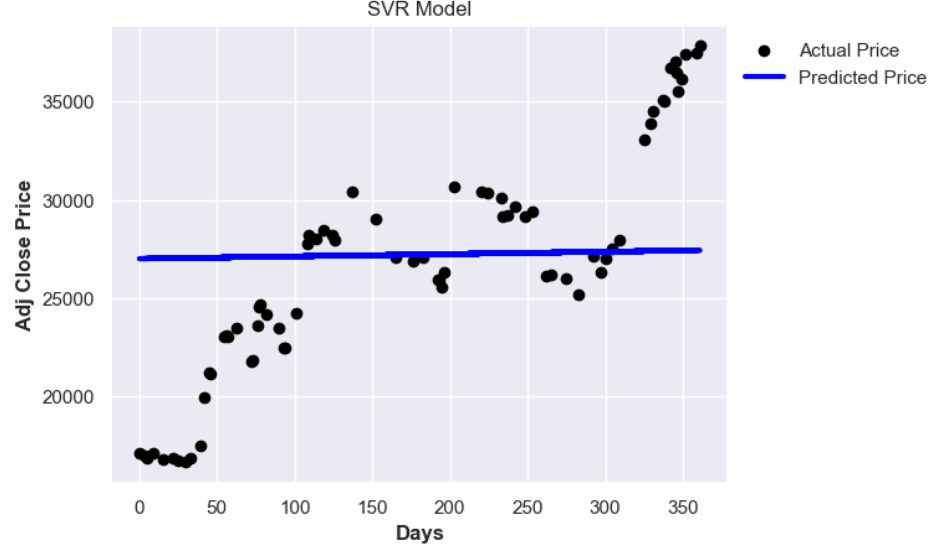 SVR Model
Actual Price
Predicted Price
Adj Close Price
35000
30000
25000
20000
0 50 100 150 200 250 300 350
Days